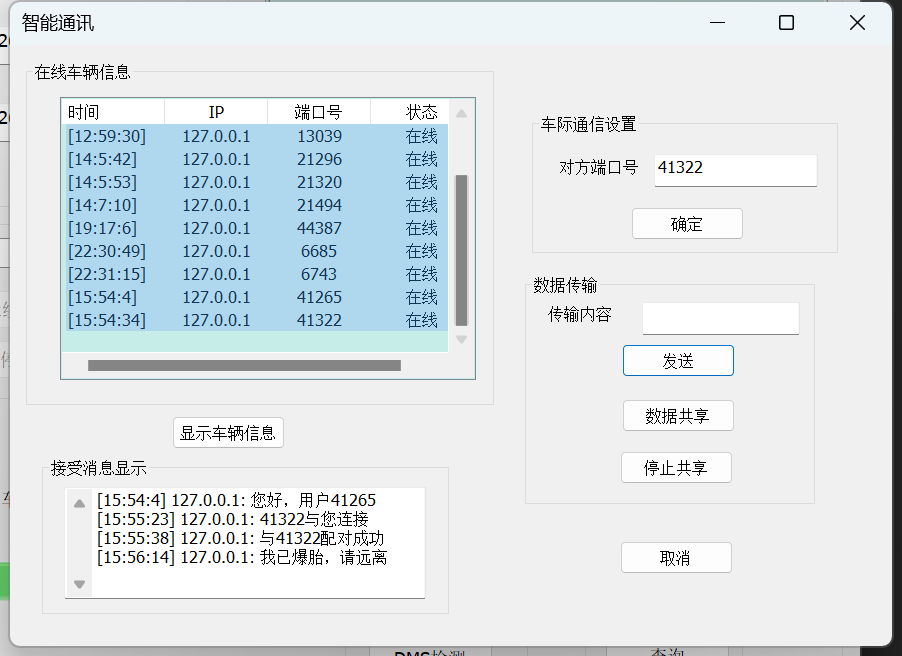 智能通讯
在线车辆信息
时间 IP 端口号 状态
[12:59:30] 127.0.0.1 13039 在线
[14:5:42] 127.0.0.1 21296 在线
[14:5:53] 127.0.0.1 21320 在线
[14:7:10] 127.0.0.1 21494 在线
[19:17:6] 127.0.0.1 44387 在线
[22:30:49] 127.0.0.1 6685 在线
[22:31:15] 127.0.0.1 6743 在线
[15:54:4] 127.0.0.1 41265 在线
[15:54:34] 127.0.0.1 41322 在线
显示车辆信息
接受消息显示
[15:54:4] 127.0.0.1: 您好，用户41265
[15:55:23] 127.0.0.1: 41322与您连接
[15:55:38] 127.0.0.1: 与41322配对成功
[15:56:14] 127.0.0.1: 我已爆胎，请远离
车际通信设置
对方端口号 41322
确定
数据传输
传输内容
发送
数据共享
停止共享
取消
DMS检测 查询